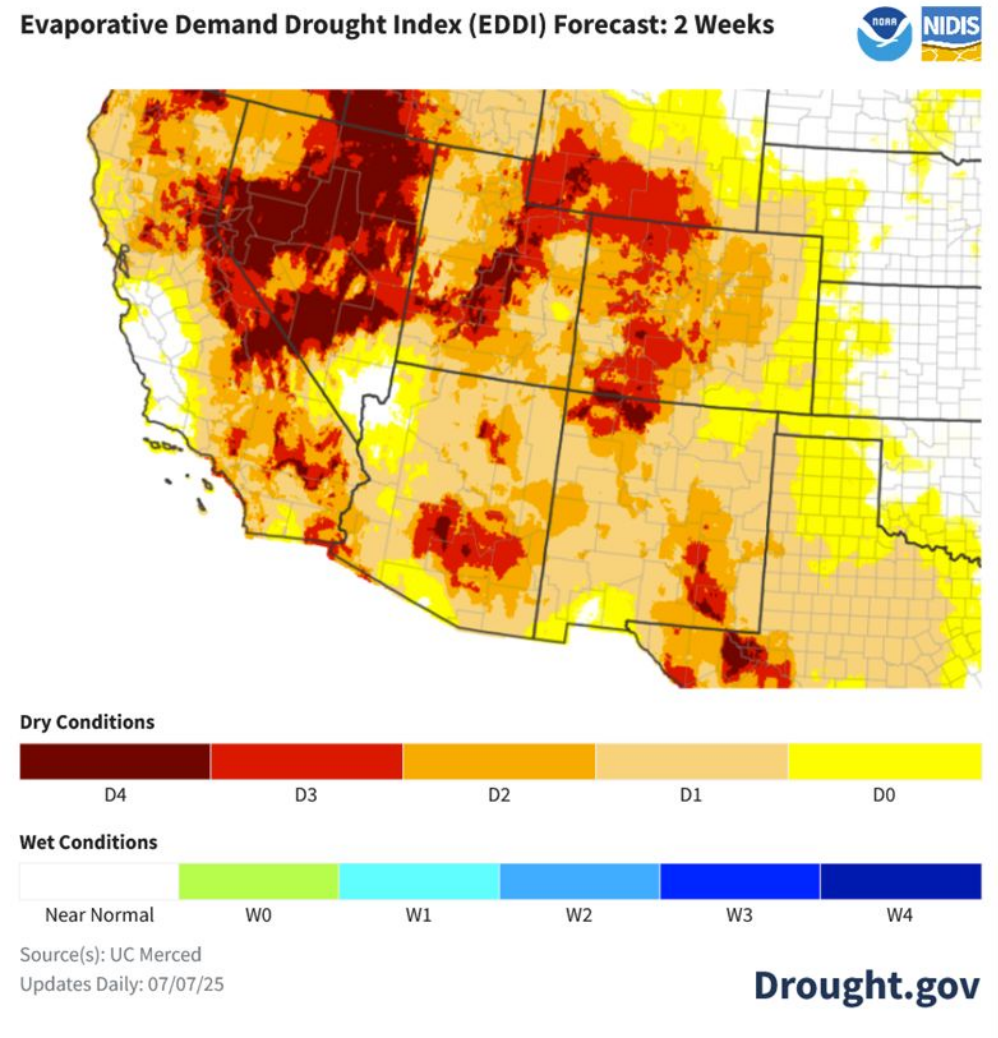 Evaporative Demand Drought Index (EDDI) Forecast: 2 Weeks
NOAA
NIDIS
Dry Conditions
D4 D3 D2 D1 D0
Wet Conditions
Near Normal W0 W1 W2 W3 W4
Source(s): UC Merced
Updates Daily: 07/07/25
Drought.gov